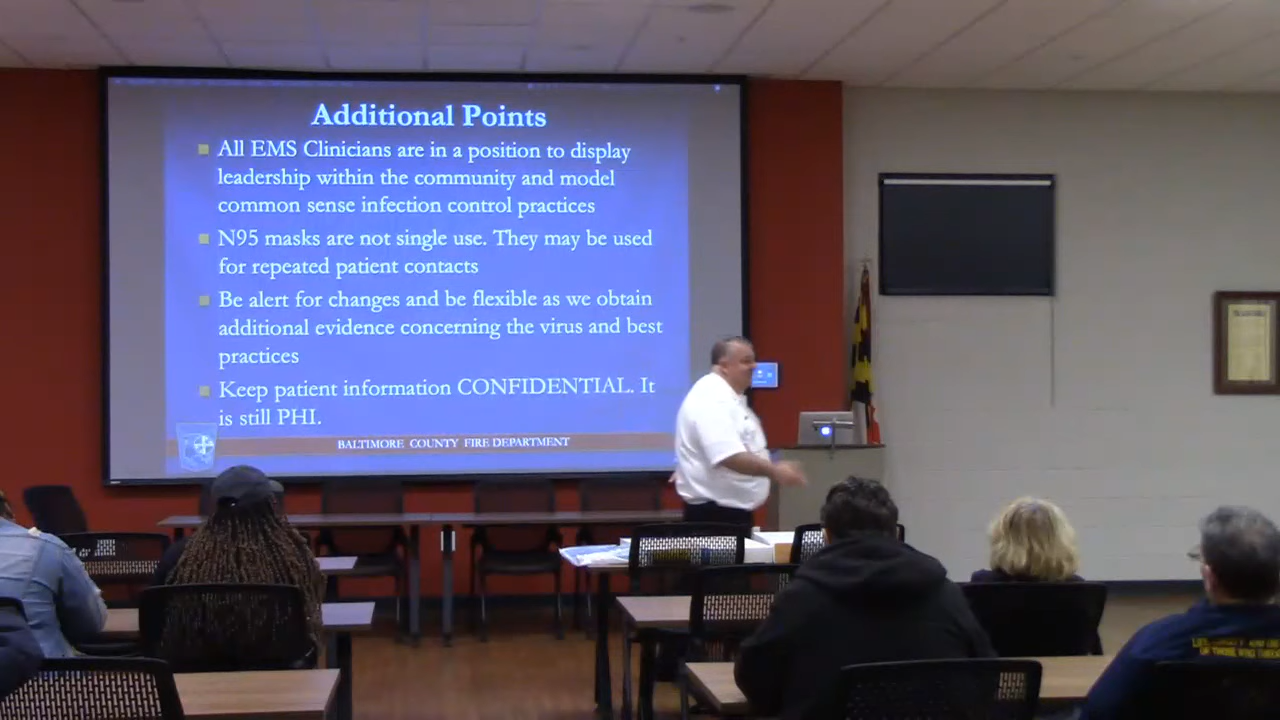 Additional Points
All EMS Clinicians are in a position to display
leadership within the community and model
common sense infection control practices
N95 masks are not single use. They may be used
for repeated patient contacts
Be alert for changes and be flexible as we obtain
additional evidence concerning the virus and best
practices
Keep patient information CONFIDENTIAL. It
is still PHI.
BALTIMORE COUNTY FIRE DEPARTMENT